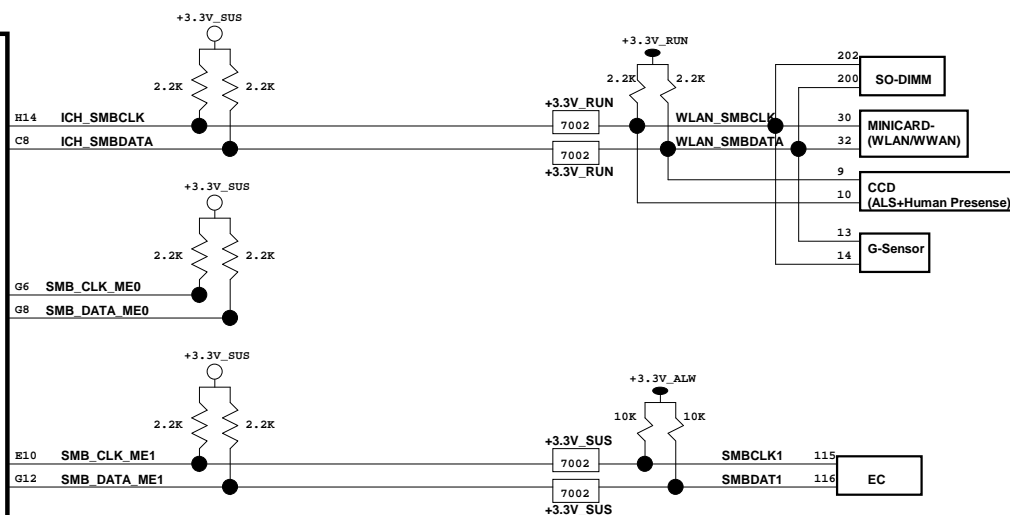 +3.3V_SUS
+3.3V_RUN
2.2K 2.2K
2.2K 2.2K
202
200
SO-DIMM
+3.3V_RUN
H14 ICH_SMBCLK
7002
WLAN_SMBCLK
30
C8 ICH_SMBDATA
7002
WLAN_SMBDATA
32
MINICARD-
(WLAN/WWAN)
+3.3V_RUN
9
10
CCD
(ALS+Human Presense)
+3.3V_SUS
2.2K 2.2K
13
14
G-Sensor
G6 SMB_CLK_ME0
G8 SMB_DATA_ME0
+3.3V_SUS
+3.3V_ALW
2.2K 2.2K
10K 10K
+3.3V_SUS
E10 SMB_CLK_ME1
7002
SMBCLK1
115
G12 SMB_DATA_ME1
7002
SMBDAT1
116
EC
+3.3V_SUS